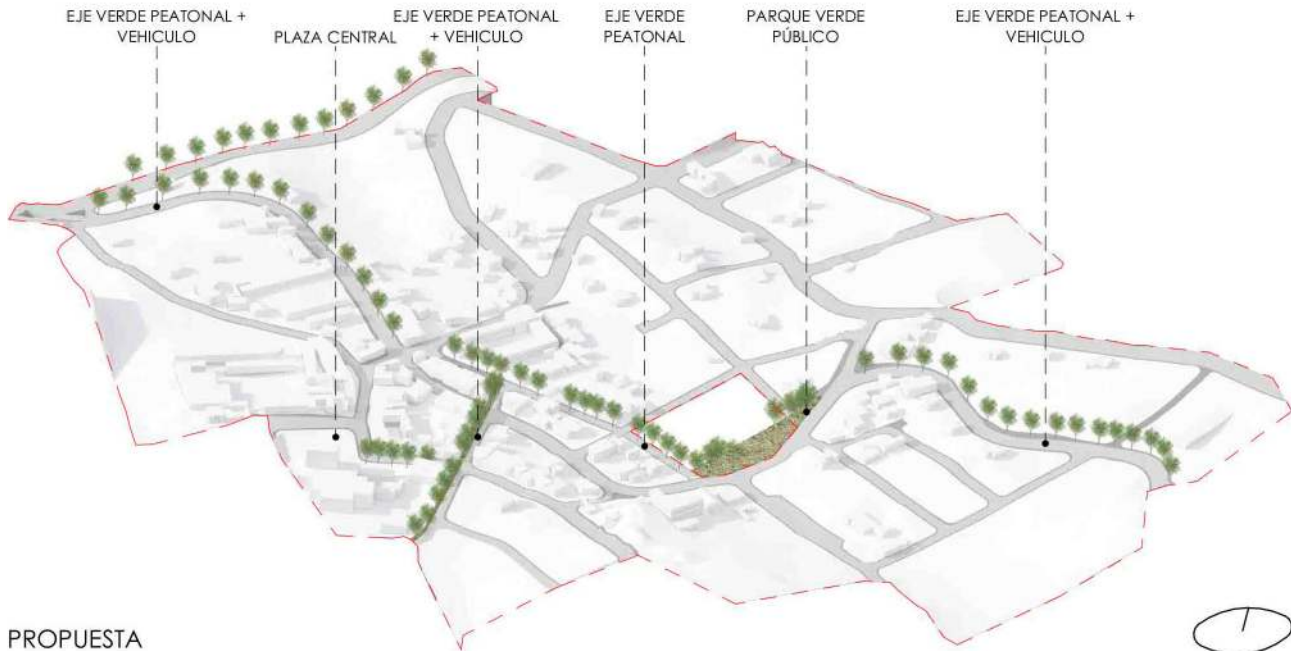 EJE VERDE PEATONAL +
VEHICULO
PLAZA CENTRAL
EJE VERDE PEATONAL
+ VEHICULO
EJE VERDE
PEATONAL
PARQUE VERDE
PÚBLICO
EJE VERDE PEATONAL +
VEHICULO
PROPUESTA